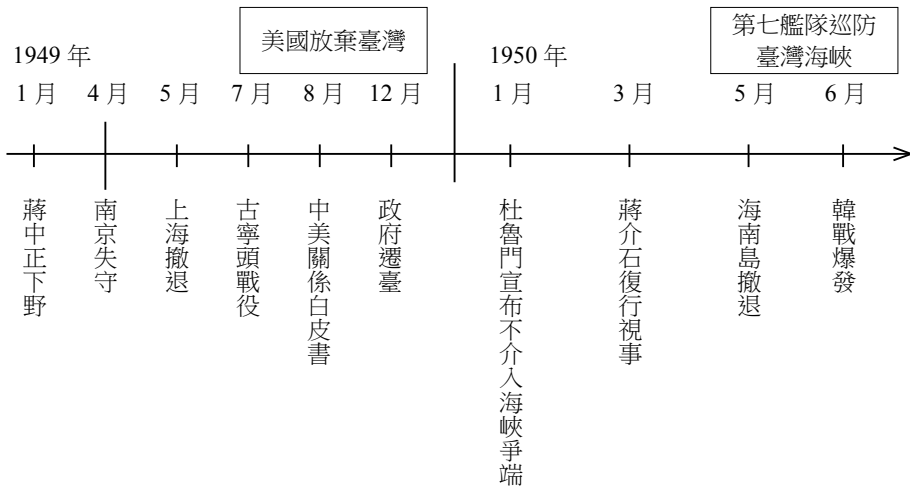 美國放棄臺灣
第七艦隊巡防
臺灣海峽
1949 年
1950 年
1 月
4 月
5 月
7 月
8 月
12 月
1 月
3 月
5 月
6 月
蔣中正下野
南京失守
上海撤退
古寧頭戰役
中美關係白皮書
政府遷臺
杜魯門宣布不介入海峽爭端
蔣介石復行視事
海南島撤退
韓戰爆發